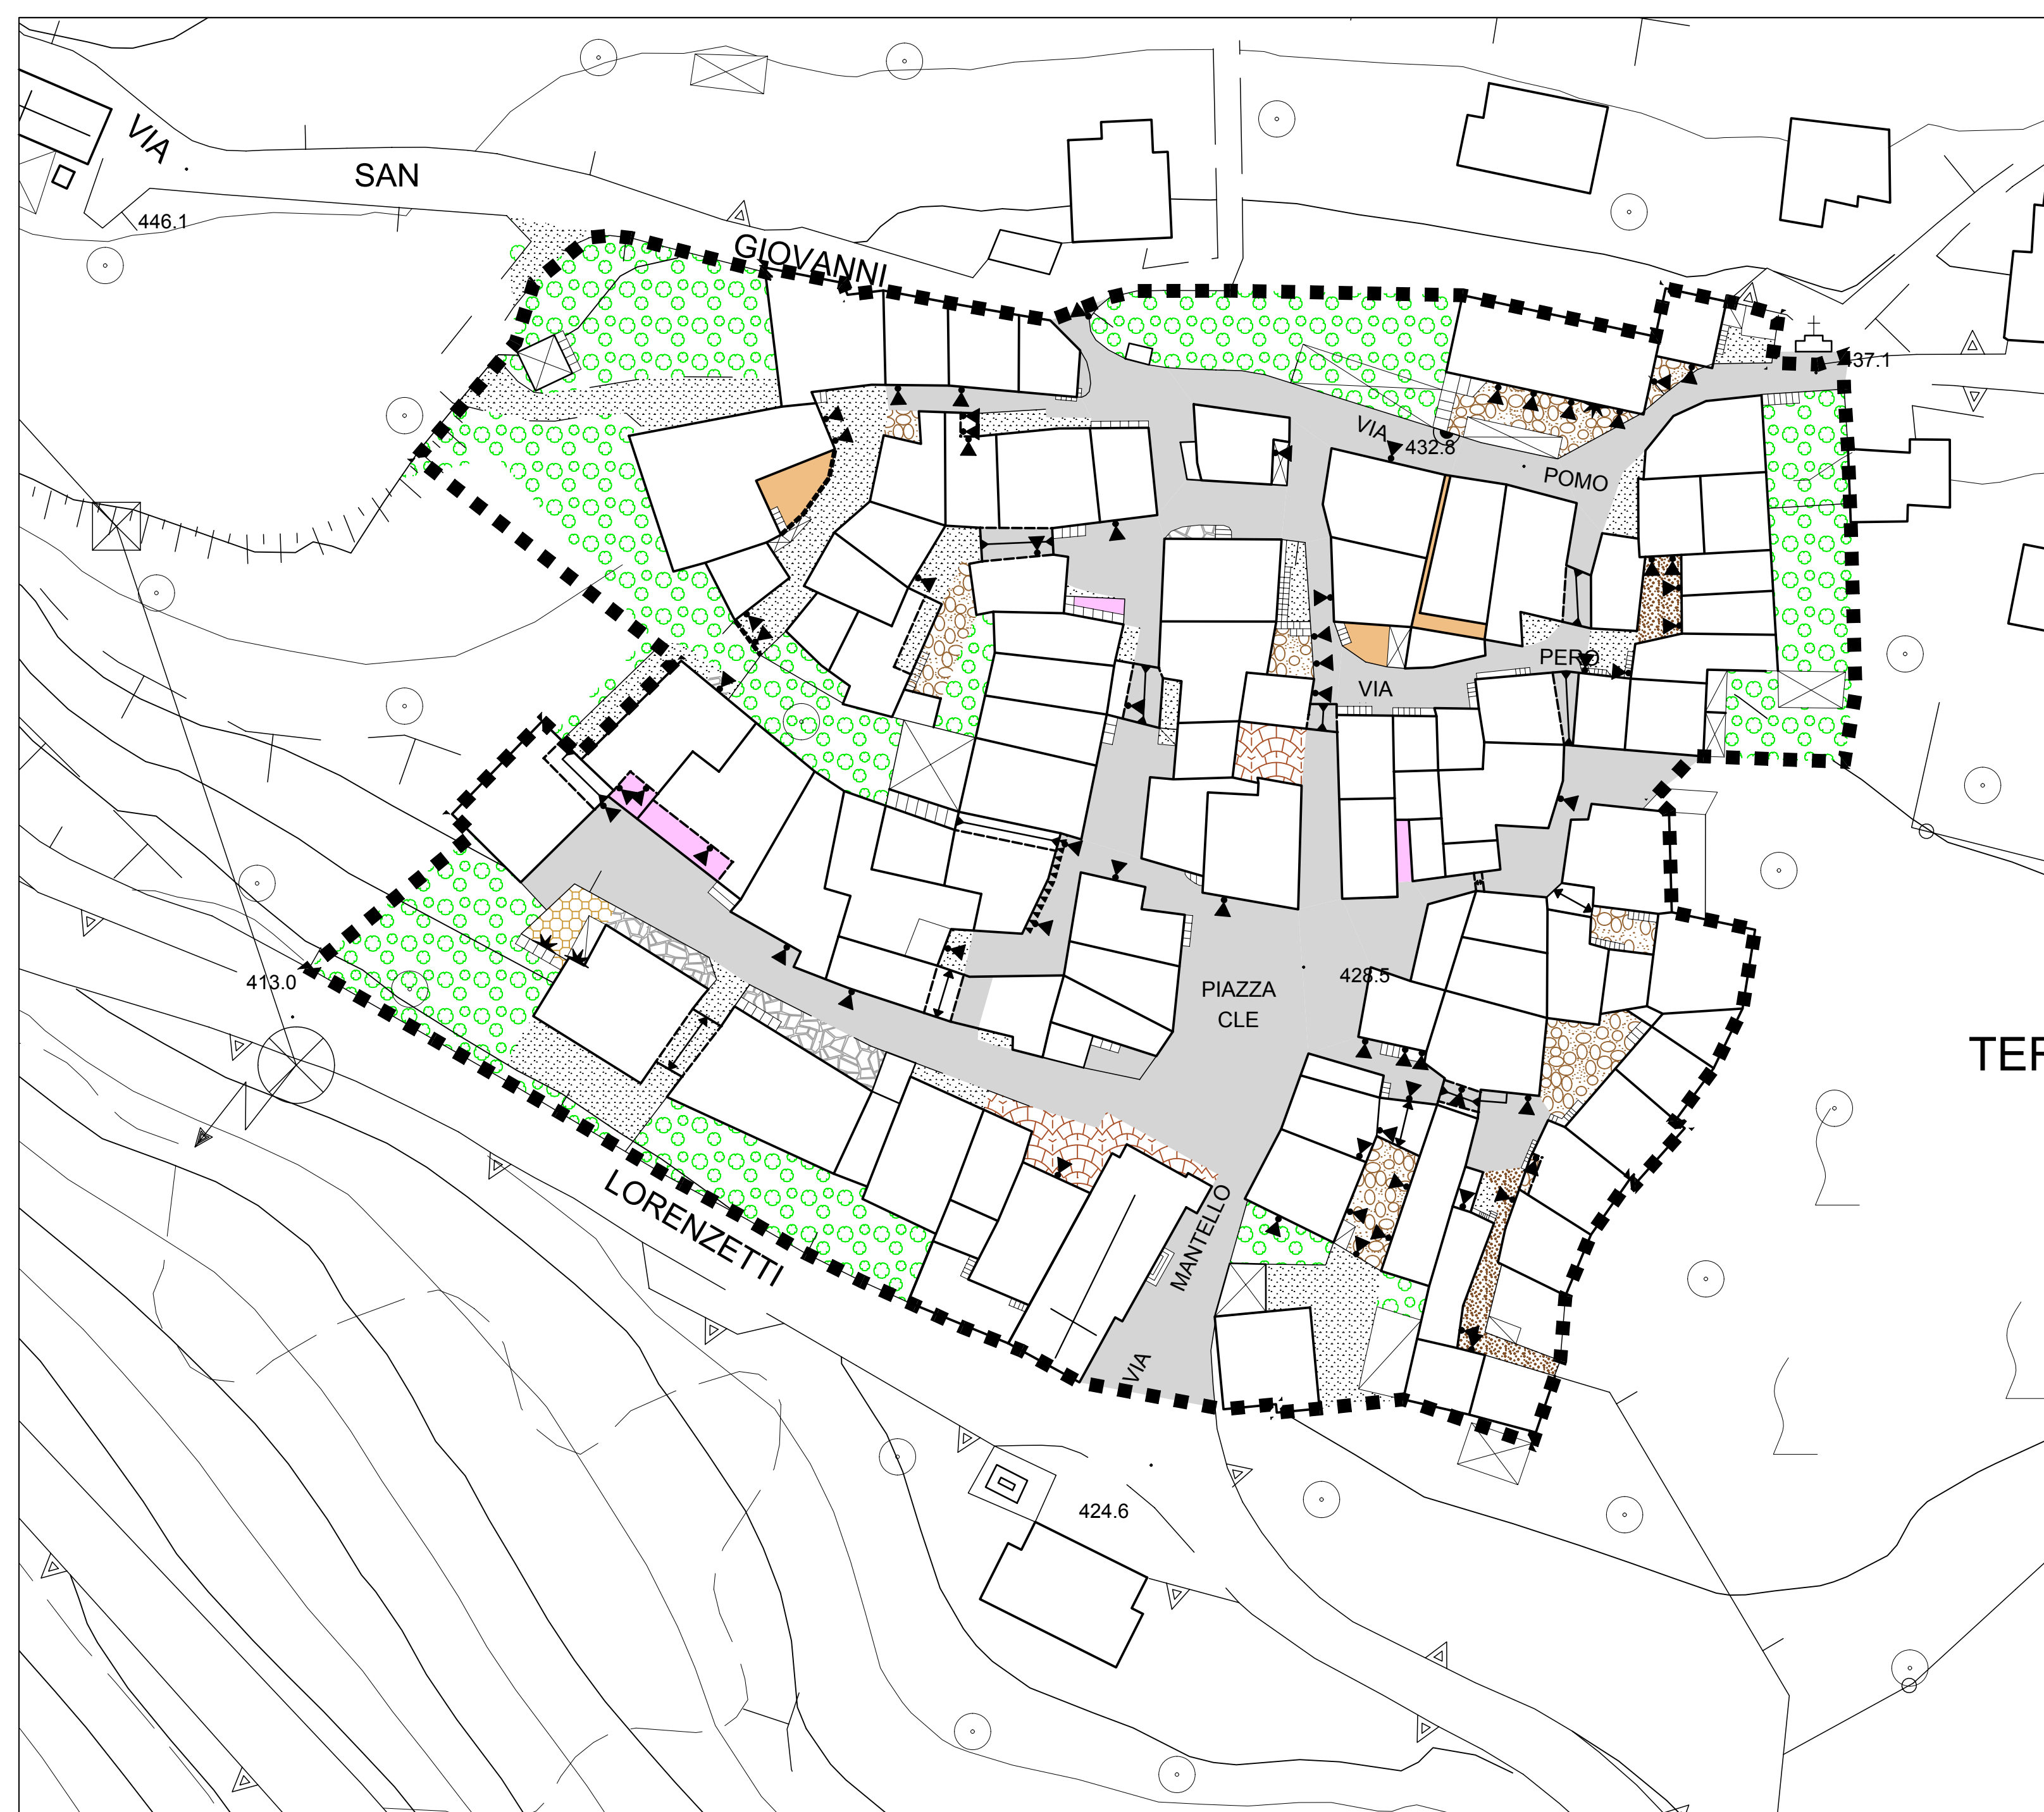 VIA
SAN
446.1
GIOVANNI
437.1
VIA
432.8
POMO
PERO
VIA
413.0
428.5
PIAZZA
CLE
TER
LORENZETTI
MANTELLO
VIA
424.6